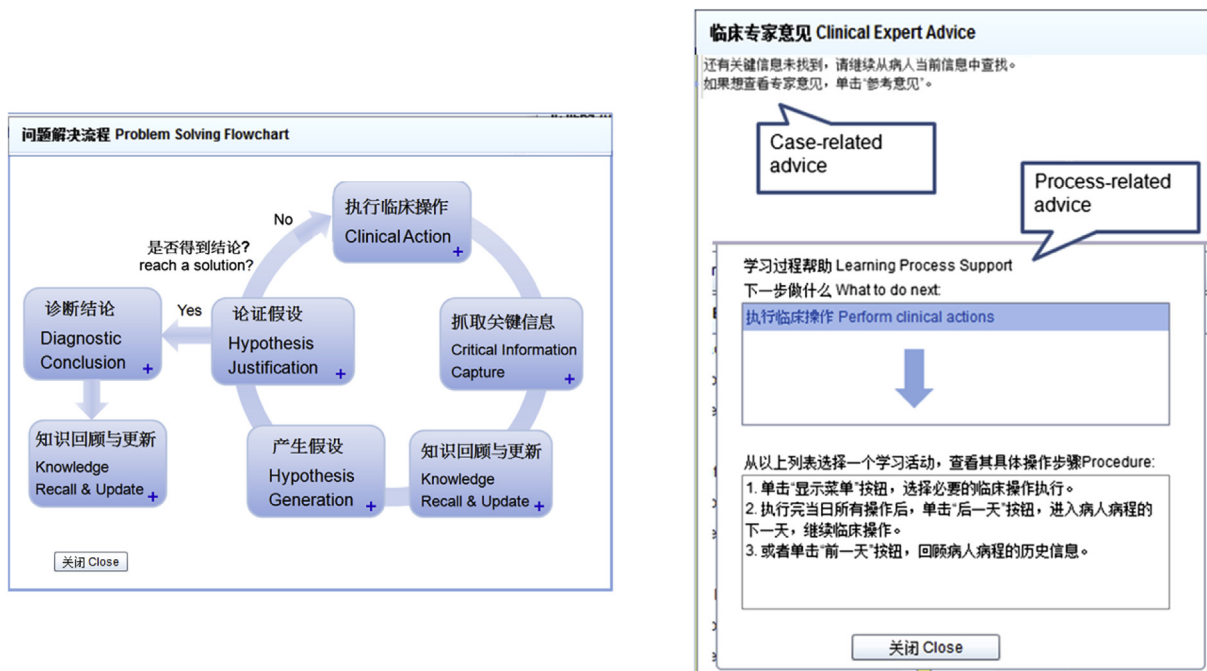 问题解决流程 Problem Solving Flowchart
执行临床操作
Clinical Action
+
No
是否得到结论?
reach a solution?
Yes
诊断结论
Diagnostic
Conclusion
+
论证假设
Hypothesis
Justification
+
抓取关键信息
Critical Information
Capture
+
知识回顾与更新
Knowledge
Recall & Update
+
产生假设
Hypothesis
Generation
+
知识回顾与更新
Knowledge
Recall & Update
+
关闭 Close
临床专家意见 Clinical Expert Advice
还有关键信息未找到，请继续从病人当前信息中查找。
如果想查看专家意见，单击“参考意见”。
Case-related
advice
Process-related
advice
学习过程帮助 Learning Process Support
下一步做什么 What to do next:
执行临床操作 Perform clinical actions
从以上列表选择一个学习活动，查看其具体操作步骤Procedure:
1. 单击“显示菜单”按钮，选择必要的临床操作执行。
2. 执行完当日所有操作后，单击“后一天”按钮，进入病人病程的
下一天，继续临床操作。
3. 或者单击“前一天”按钮，回顾病人病程的历史信息。
关闭 Close